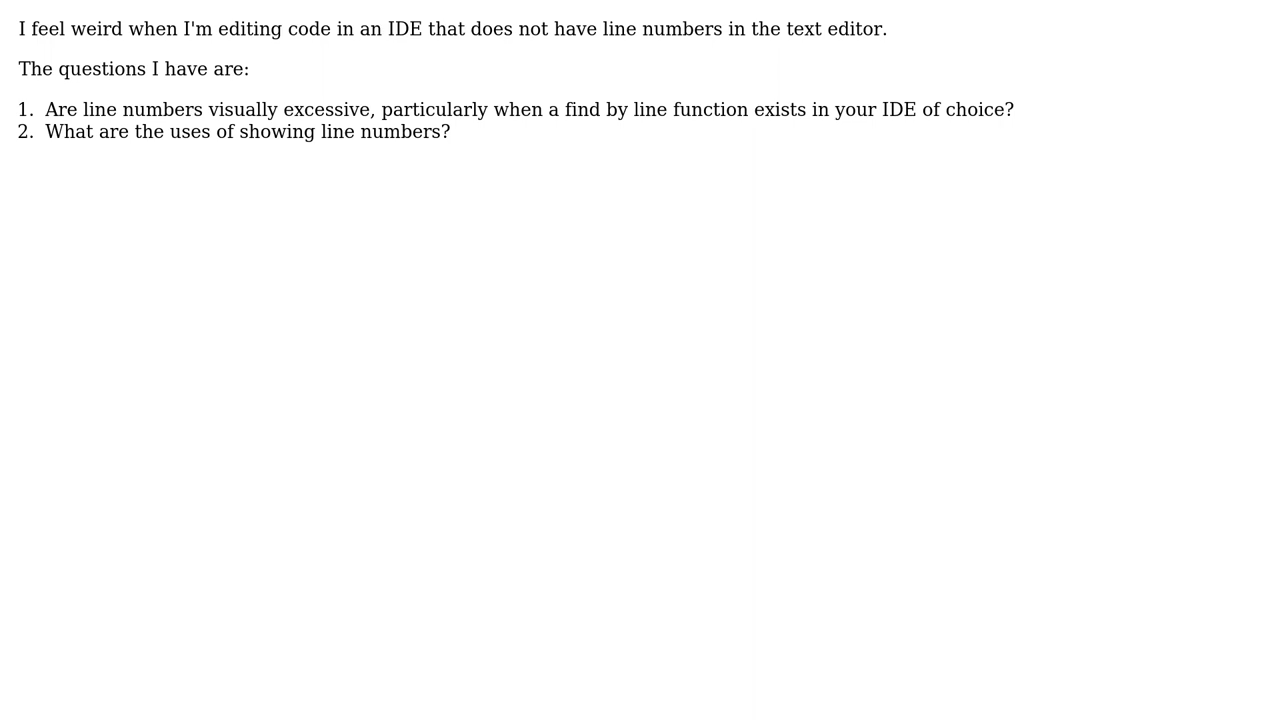 I feel weird when I'm editing code in an IDE that does not have line numbers in the text editor.
The questions I have are:
1. Are line numbers visually excessive, particularly when a find by line function exists in your IDE of choice?
2. What are the uses of showing line numbers?